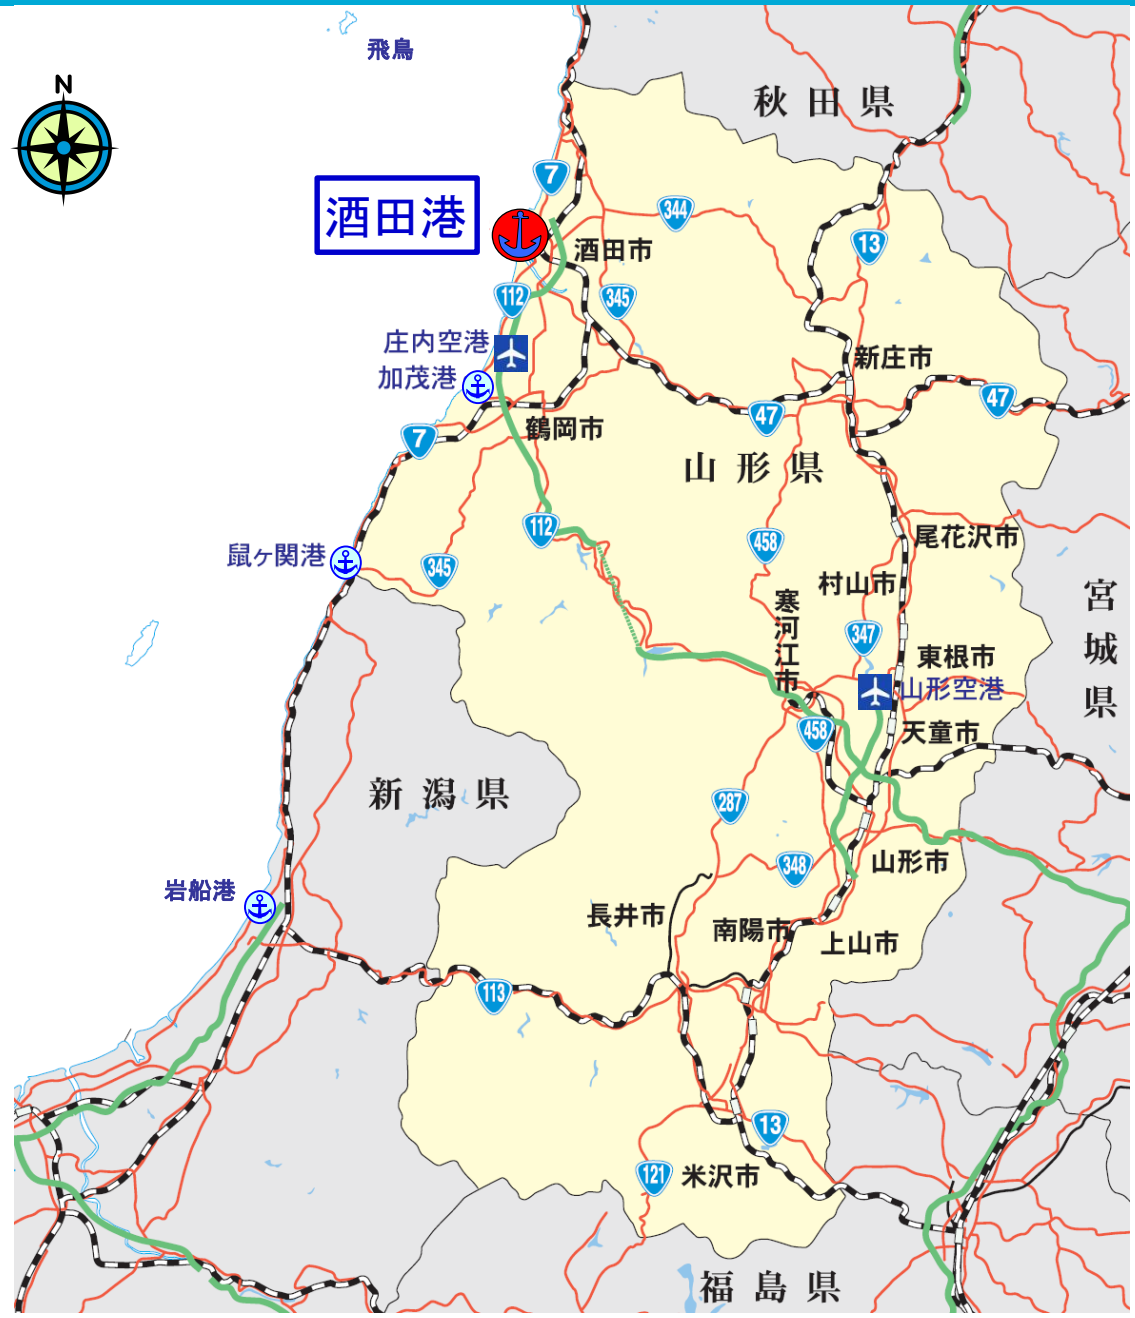 飛鳥
N
秋田県
7
酒田港
344
13
酒田市
112
345
庄内空港
新庄市
加茂港
47
47
7
鶴岡市
山形県
112
458
尾花沢市
鼠ヶ関港
345
村山市
宮城県
寒河江市
347
東根市
山形空港
天童市
458
新潟県
287
山形市
348
岩船港
長井市
南陽市
上山市
113
13
121
米沢市
福島県